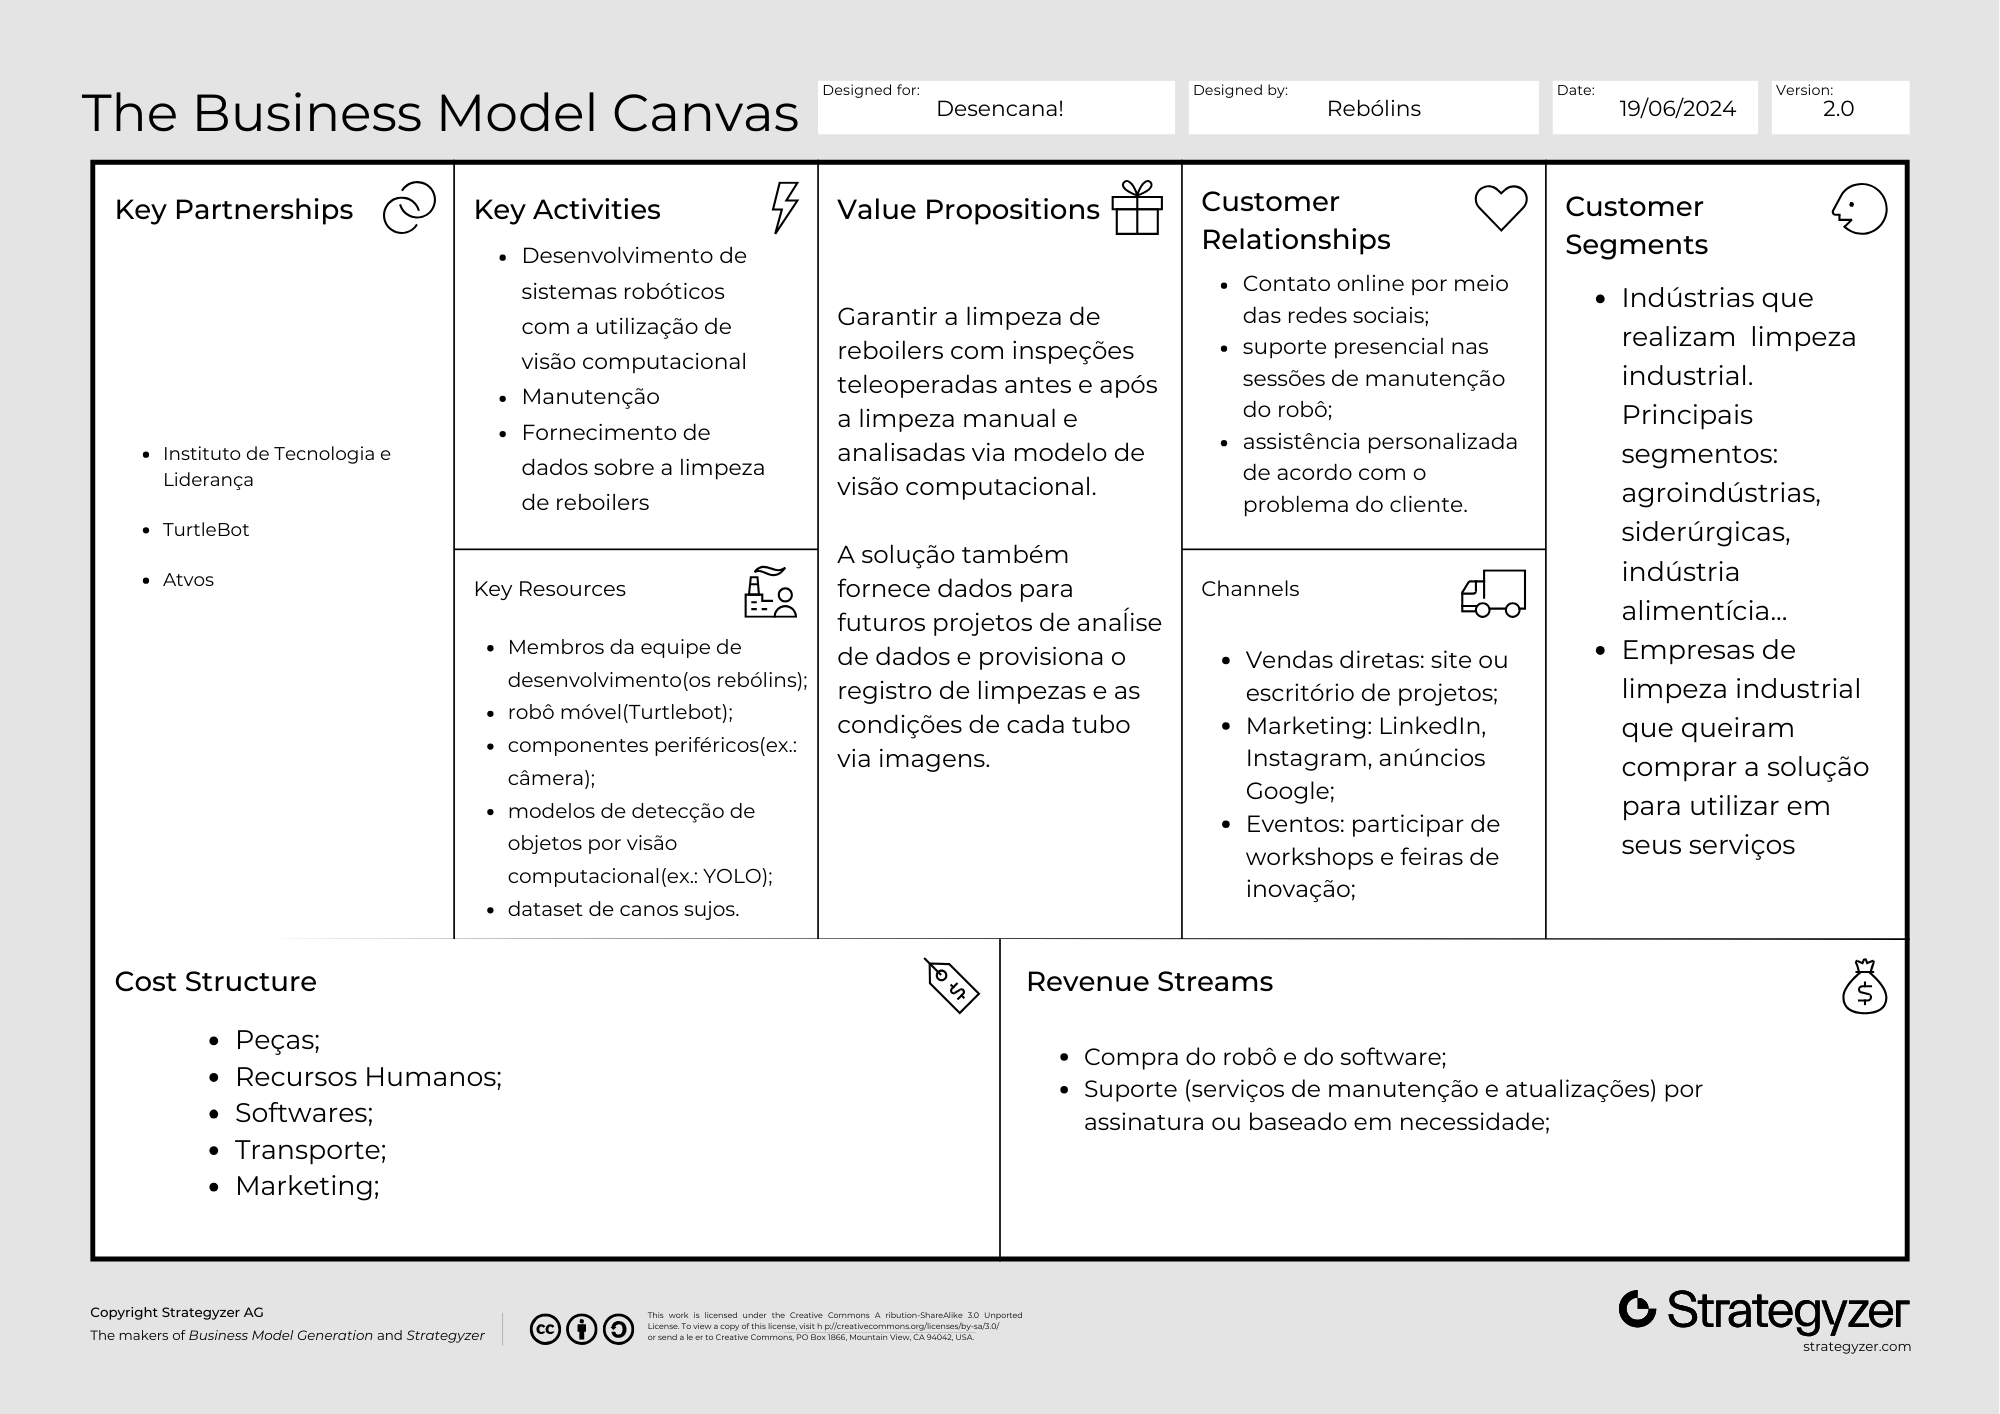 The Business Model Canvas
Designed for:
Desencana!
Designed by:
Rebólins
Date:
19/06/2024
Version:
2.0
Key Partnerships
Instituto de Tecnologia e
Liderança
TurtleBot
Atvos
Key Activities
Desenvolvimento de
sistemas robóticos
com a utilização de
visão computacional
Manutenção
Fornecimento de
dados sobre a limpeza
de reboilers
Key Resources
Membros da equipe de
desenvolvimento(os rebólins);
robô móvel(Turtlebot);
componentes periféricos(ex.:
câmera);
modelos de detecção de
objetos por visão
computacional(ex.: YOLO);
dataset de canos sujos.
Value Propositions
Garantir a limpeza de
reboilers com inspeções
teleoperadas antes e após
a limpeza manual e
analisadas via modelo de
visão computacional.
A solução também
fornece dados para
futuros projetos de anaĺise
de dados e provisiona o
registro de limpezas e as
condições de cada tubo
via imagens.
Customer
Relationships
Contato online por meio
das redes sociais;
suporte presencial nas
sessões de manutenção
do robô;
assistência personalizada
de acordo com o
problema do cliente.
Channels
Vendas diretas: site ou
escritório de projetos;
Marketing: LinkedIn,
Instagram, anúncios
Google;
Eventos: participar de
workshops e feiras de
inovação;
Customer
Segments
Indústrias que
realizam  limpeza
industrial.
Principais
segmentos:
agroindústrias,
siderúrgicas,
indústria
alimentícia...
Empresas de
limpeza industrial
que queiram
comprar a solução
para utilizar em
seus serviços
Cost Structure
Peças;
Recursos Humanos;
Softwares;
Transporte;
Marketing;
Revenue Streams
Compra do robô e do software;
Suporte (serviços de manutenção e atualizações) por
assinatura ou baseado em necessidade;
Copyright Strategyzer AG
The makers of Business Model Generation and Strategyzer
cc
This work is licensed under the Creative Commons A ribution-ShareAlike 3.0 Unported
License. To view a copy of this license, visit h p://creativecommons.org/licenses/by-sa/3.0/
or send a le er to Creative Commons, PO Box 1866, Mountain View, CA 94042, USA.
Strategyzer
strategyzer.com